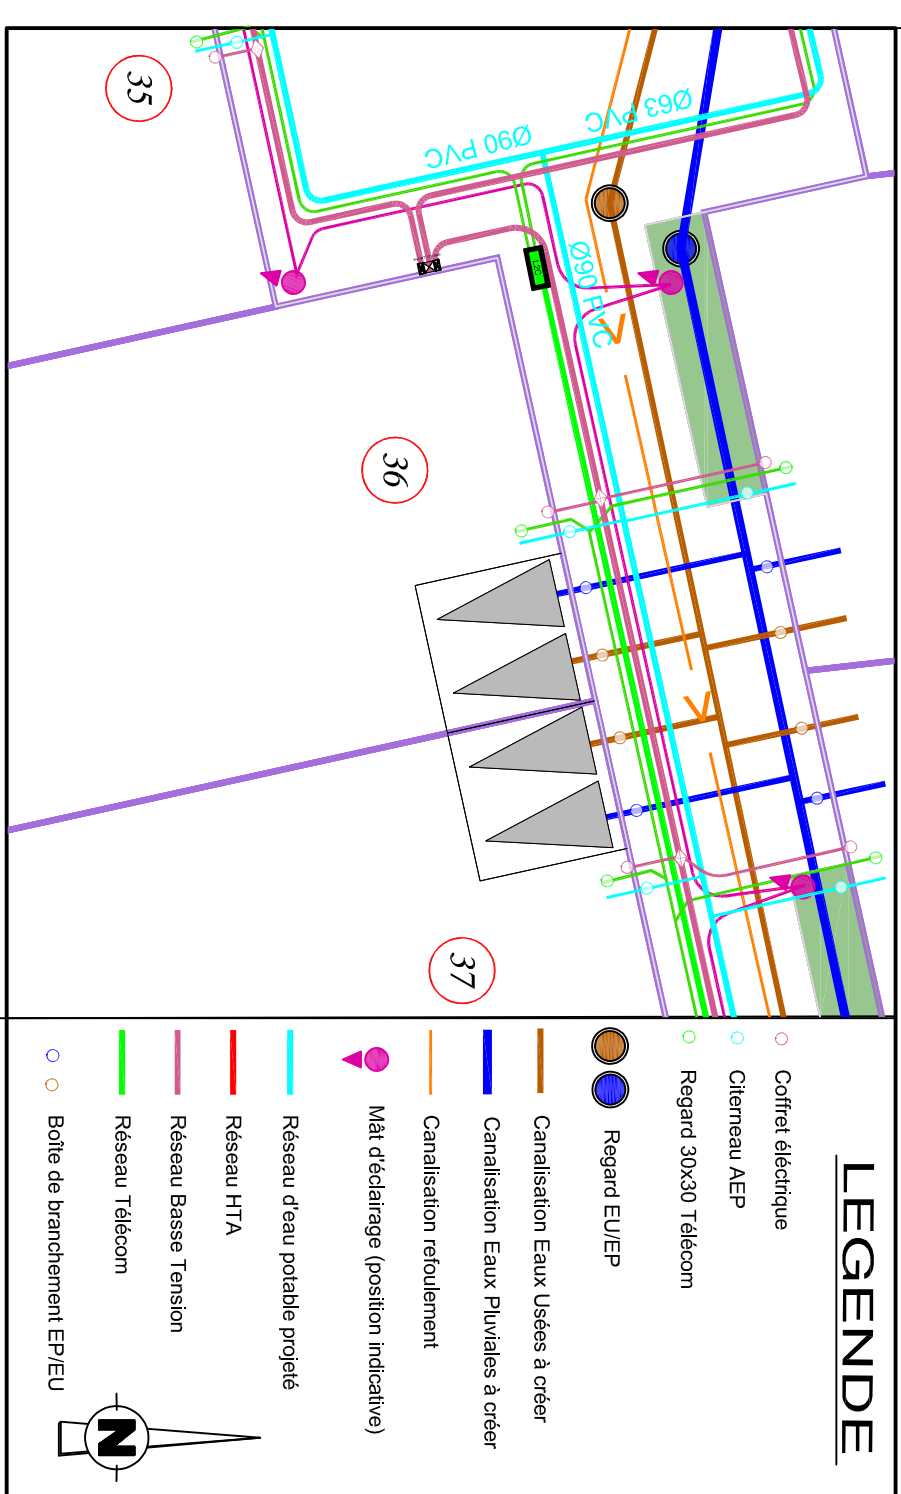 LEGENDE
Coffret éléctrique
Citerneau AEP
Regard 30x30 Télécom
Regard EU/EP
Canalisation Eaux Usées à créer
Canalisation Eaux Pluviales à créer
Canalisation refoulement
Mât d'éclairage (position indicative)
Réseau d'eau potable projeté
Réseau HTA
Réseau Basse Tension
Réseau Télécom
Boîte de branchement EP/EU
N
Ø63 PVC
Ø90 PVC
Ø90 PVC
35
36
37
L2C